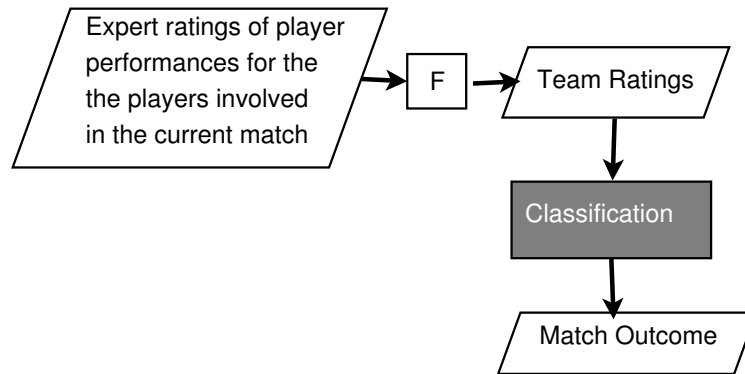 Expert ratings of player
performances for the
the players involved
in the current match
F
Team Ratings
Classification
Match Outcome